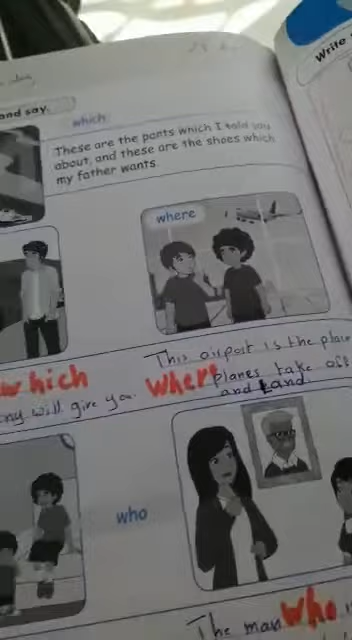 Write
and say.
which
These are the pants which I told you
about, and these are the shoes which
my father wants.
where
This airport is the place
which
where planes take off
ny will give you.
and Land.
who
The man who